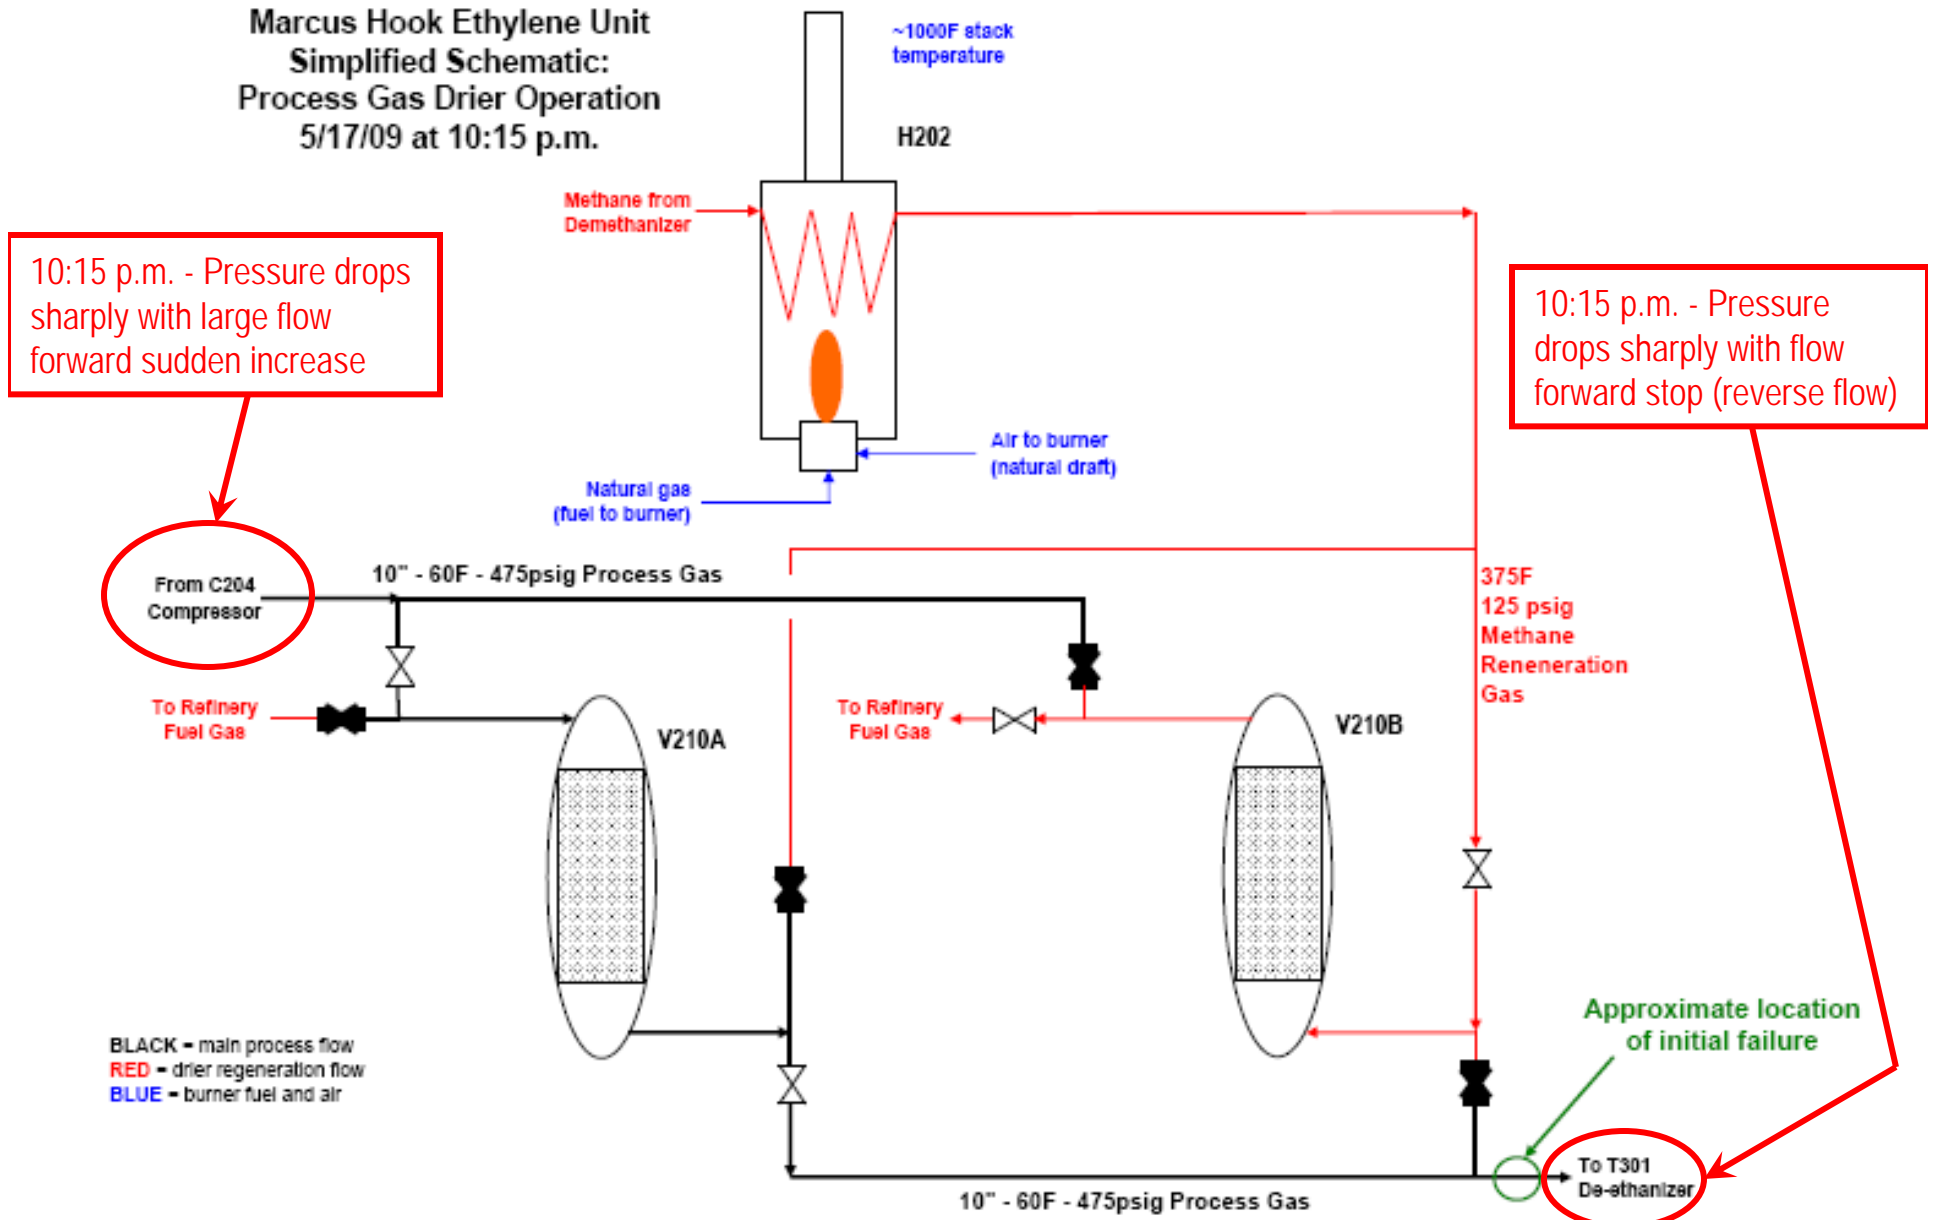 Marcus Hook Ethylene Unit
Simplified Schematic:
Process Gas Drier Operation
5/17/09 at 10:15 p.m.
~1000F stack
temperature
H202
Methane from
Demethanizer
10:15 p.m. - Pressure drops
sharply with large flow
forward sudden increase
10:15 p.m. - Pressure
drops sharply with flow
forward stop (reverse flow)
Air to burner
(natural draft)
Natural gas
(fuel to burner)
From C204
Compressor
10" - 60F - 475psig Process Gas
375F
125 psig
Methane
Reneneration
Gas
To Refinery
Fuel Gas
V210A
To Refinery
Fuel Gas
V210B
Approximate location
of initial failure
BLACK = main process flow
RED = drier regeneration flow
BLUE = burner fuel and air
To T301
De-ethanizer
10" - 60F - 475psig Process Gas